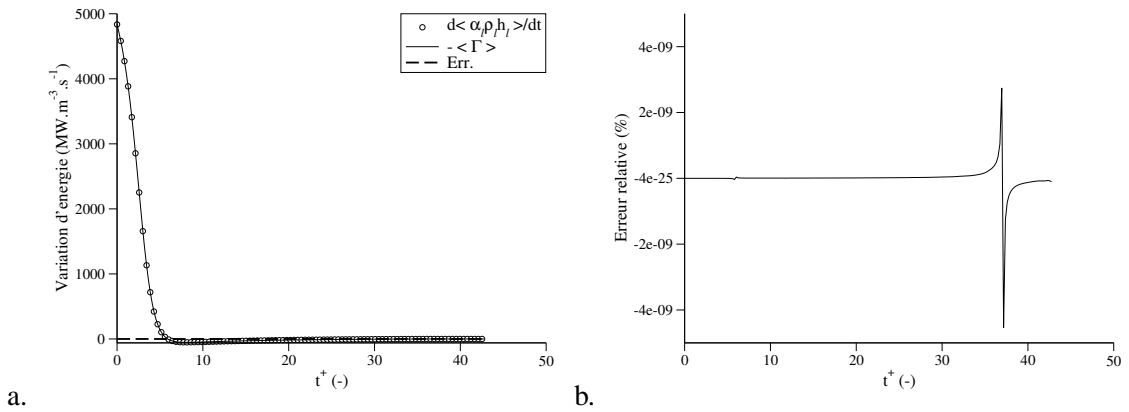 5000
4000
3000
2000
1000
0
Variation d'energie (MW.m⁻³.s⁻¹)
0 10 20 30 40 50
t⁺ (-)
d< α_l ρ_l h_l >/dt
- < Γ >
Err.
a.
4e-09
2e-09
-4e-25
-2e-09
-4e-09
Erreur relative (%)
0 10 20 30 40 50
t⁺ (-)
b.